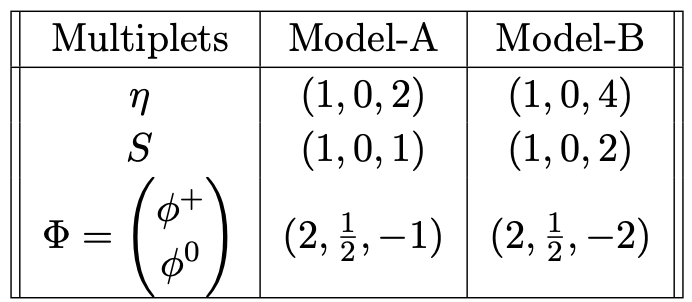 Multiplets Model-A Model-B
η (1, 0, 2) (1, 0, 4)
S (1, 0, 1) (1, 0, 2)
Φ = (ϕ⁺ ϕ⁰) (2, 1/2, −1) (2, 1/2, −2)